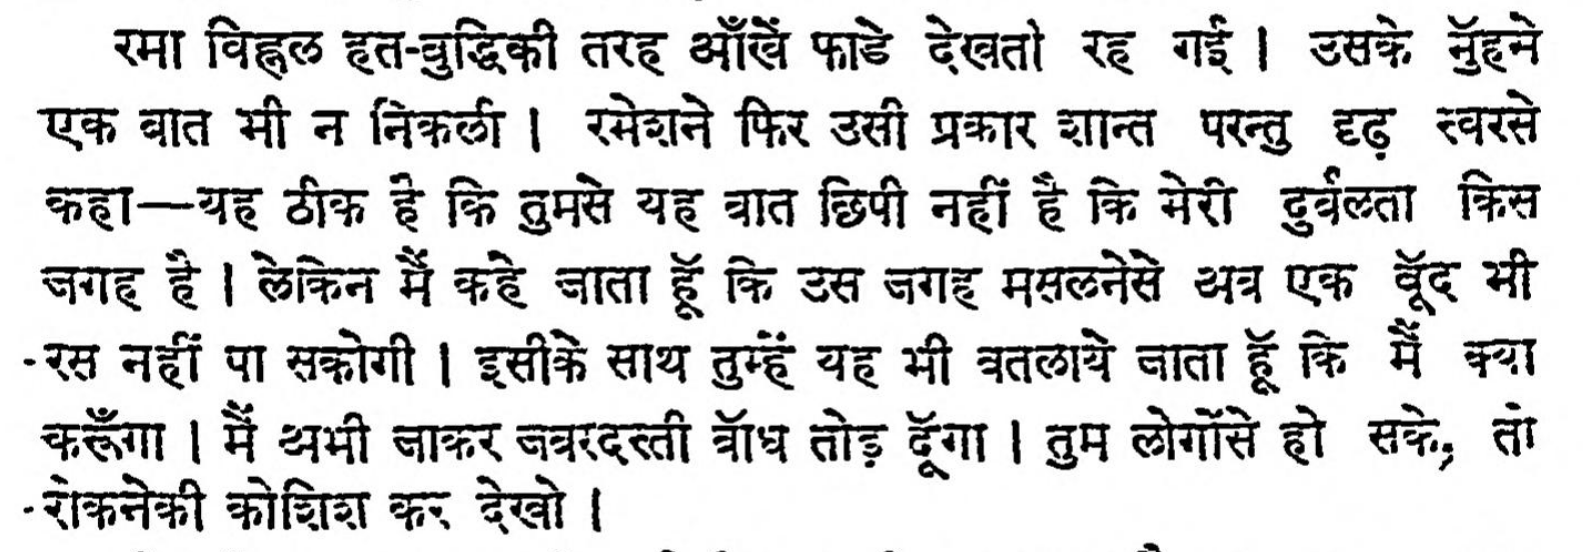 रमा विह्वल हत-बुद्धिकी तरह आँखें फाडे देखती रह गई । उसके मुँहसे
एक बात भी न निकली । रमेशने फिर उसी प्रकार शान्त परन्तु दृढ़ स्वरसे
कहा—यह ठीक है कि तुमसे यह बात छिपी नहीं है कि मेरी दुर्बलता किस
जगह है । लेकिन मैं कहे जाता हूँ कि उस जगह मसलनेसे अब एक बूँद भी
रस नहीं पा सकोगी । इसीके साथ तुम्हें यह भी बतलाये जाता हूँ कि मैं क्या
करूँगा । मैं अभी जाकर जबरदस्ती बाँध तोड़ दूँगा । तुम लोगोंसे हो सके, तो
रोकनेकी कोशिश कर देखो ।